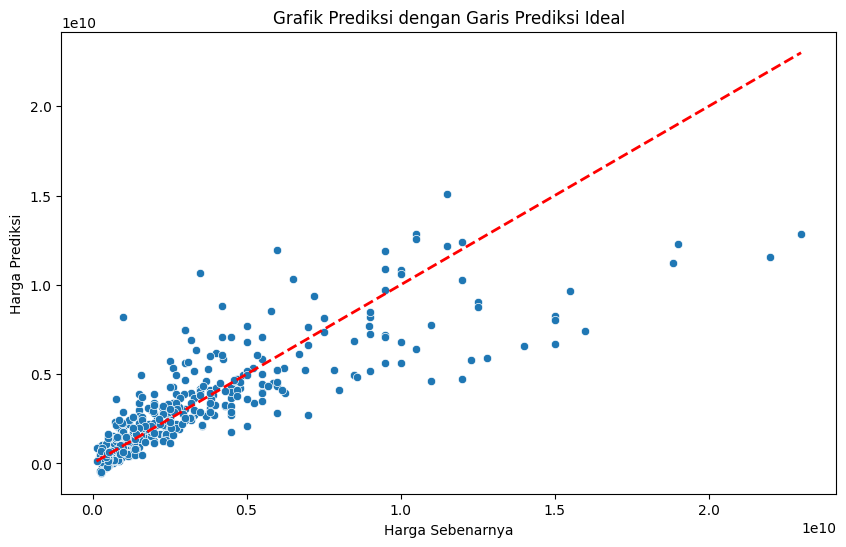 Grafik Prediksi dengan Garis Prediksi Ideal
1e10
2.0
1.5
1.0
0.5
0.0
Harga Prediksi
0.0 0.5 1.0 1.5 2.0
1e10
Harga Sebenarnya